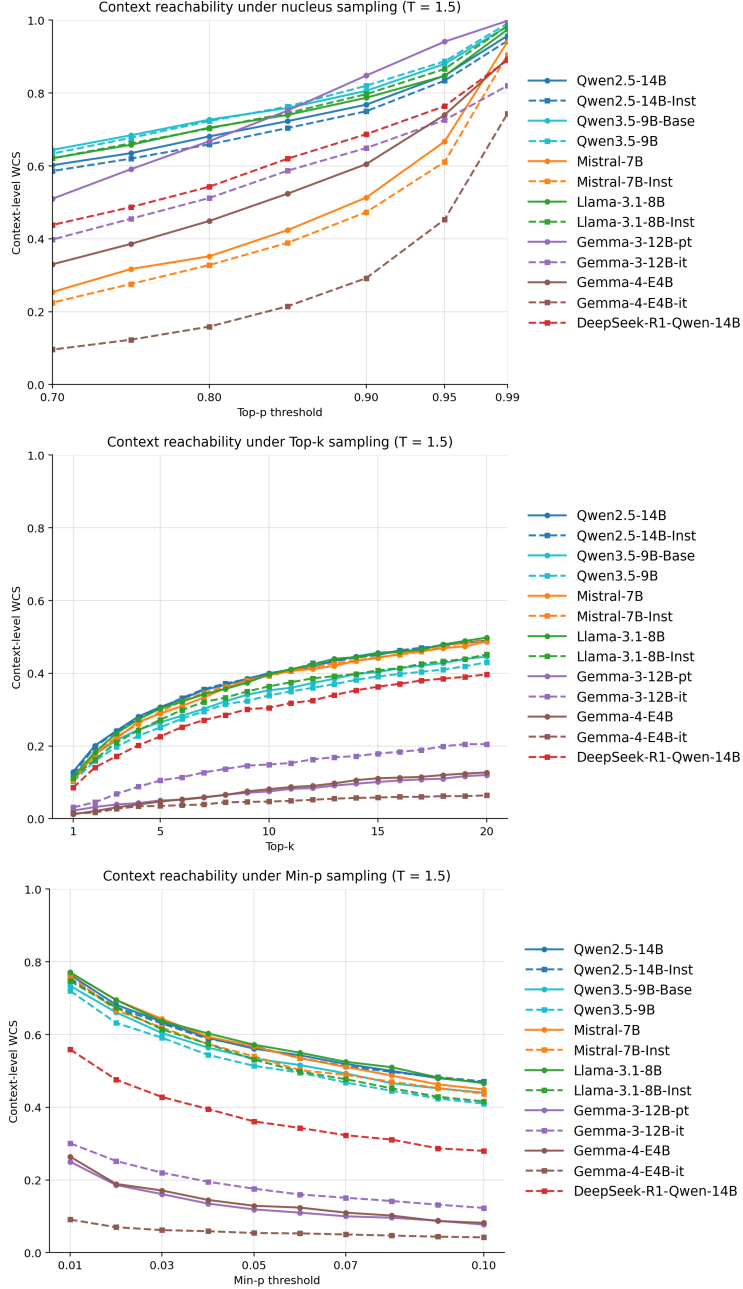 Context reachability under nucleus sampling (T = 1.5)
1.0
0.8
0.6
0.4
0.2
0.0
Context-level WCS
0.70
0.80
0.90
0.95
0.99
Top-p threshold
Qwen2.5-14B
Qwen2.5-14B-Inst
Qwen3.5-9B-Base
Qwen3.5-9B
Mistral-7B
Mistral-7B-Inst
Llama-3.1-8B
Llama-3.1-8B-Inst
Gemma-3-12B-pt
Gemma-3-12B-it
Gemma-4-E4B
Gemma-4-E4B-it
DeepSeek-R1-Qwen-14B
Context reachability under Top-k sampling (T = 1.5)
1.0
0.8
0.6
0.4
0.2
0.0
Context-level WCS
1
5
10
15
20
Top-k
Qwen2.5-14B
Qwen2.5-14B-Inst
Qwen3.5-9B-Base
Qwen3.5-9B
Mistral-7B
Mistral-7B-Inst
Llama-3.1-8B
Llama-3.1-8B-Inst
Gemma-3-12B-pt
Gemma-3-12B-it
Gemma-4-E4B
Gemma-4-E4B-it
DeepSeek-R1-Qwen-14B
Context reachability under Min-p sampling (T = 1.5)
1.0
0.8
0.6
0.4
0.2
0.0
Context-level WCS
0.01
0.03
0.05
0.07
0.10
Min-p threshold
Qwen2.5-14B
Qwen2.5-14B-Inst
Qwen3.5-9B-Base
Qwen3.5-9B
Mistral-7B
Mistral-7B-Inst
Llama-3.1-8B
Llama-3.1-8B-Inst
Gemma-3-12B-pt
Gemma-3-12B-it
Gemma-4-E4B
Gemma-4-E4B-it
DeepSeek-R1-Qwen-14B